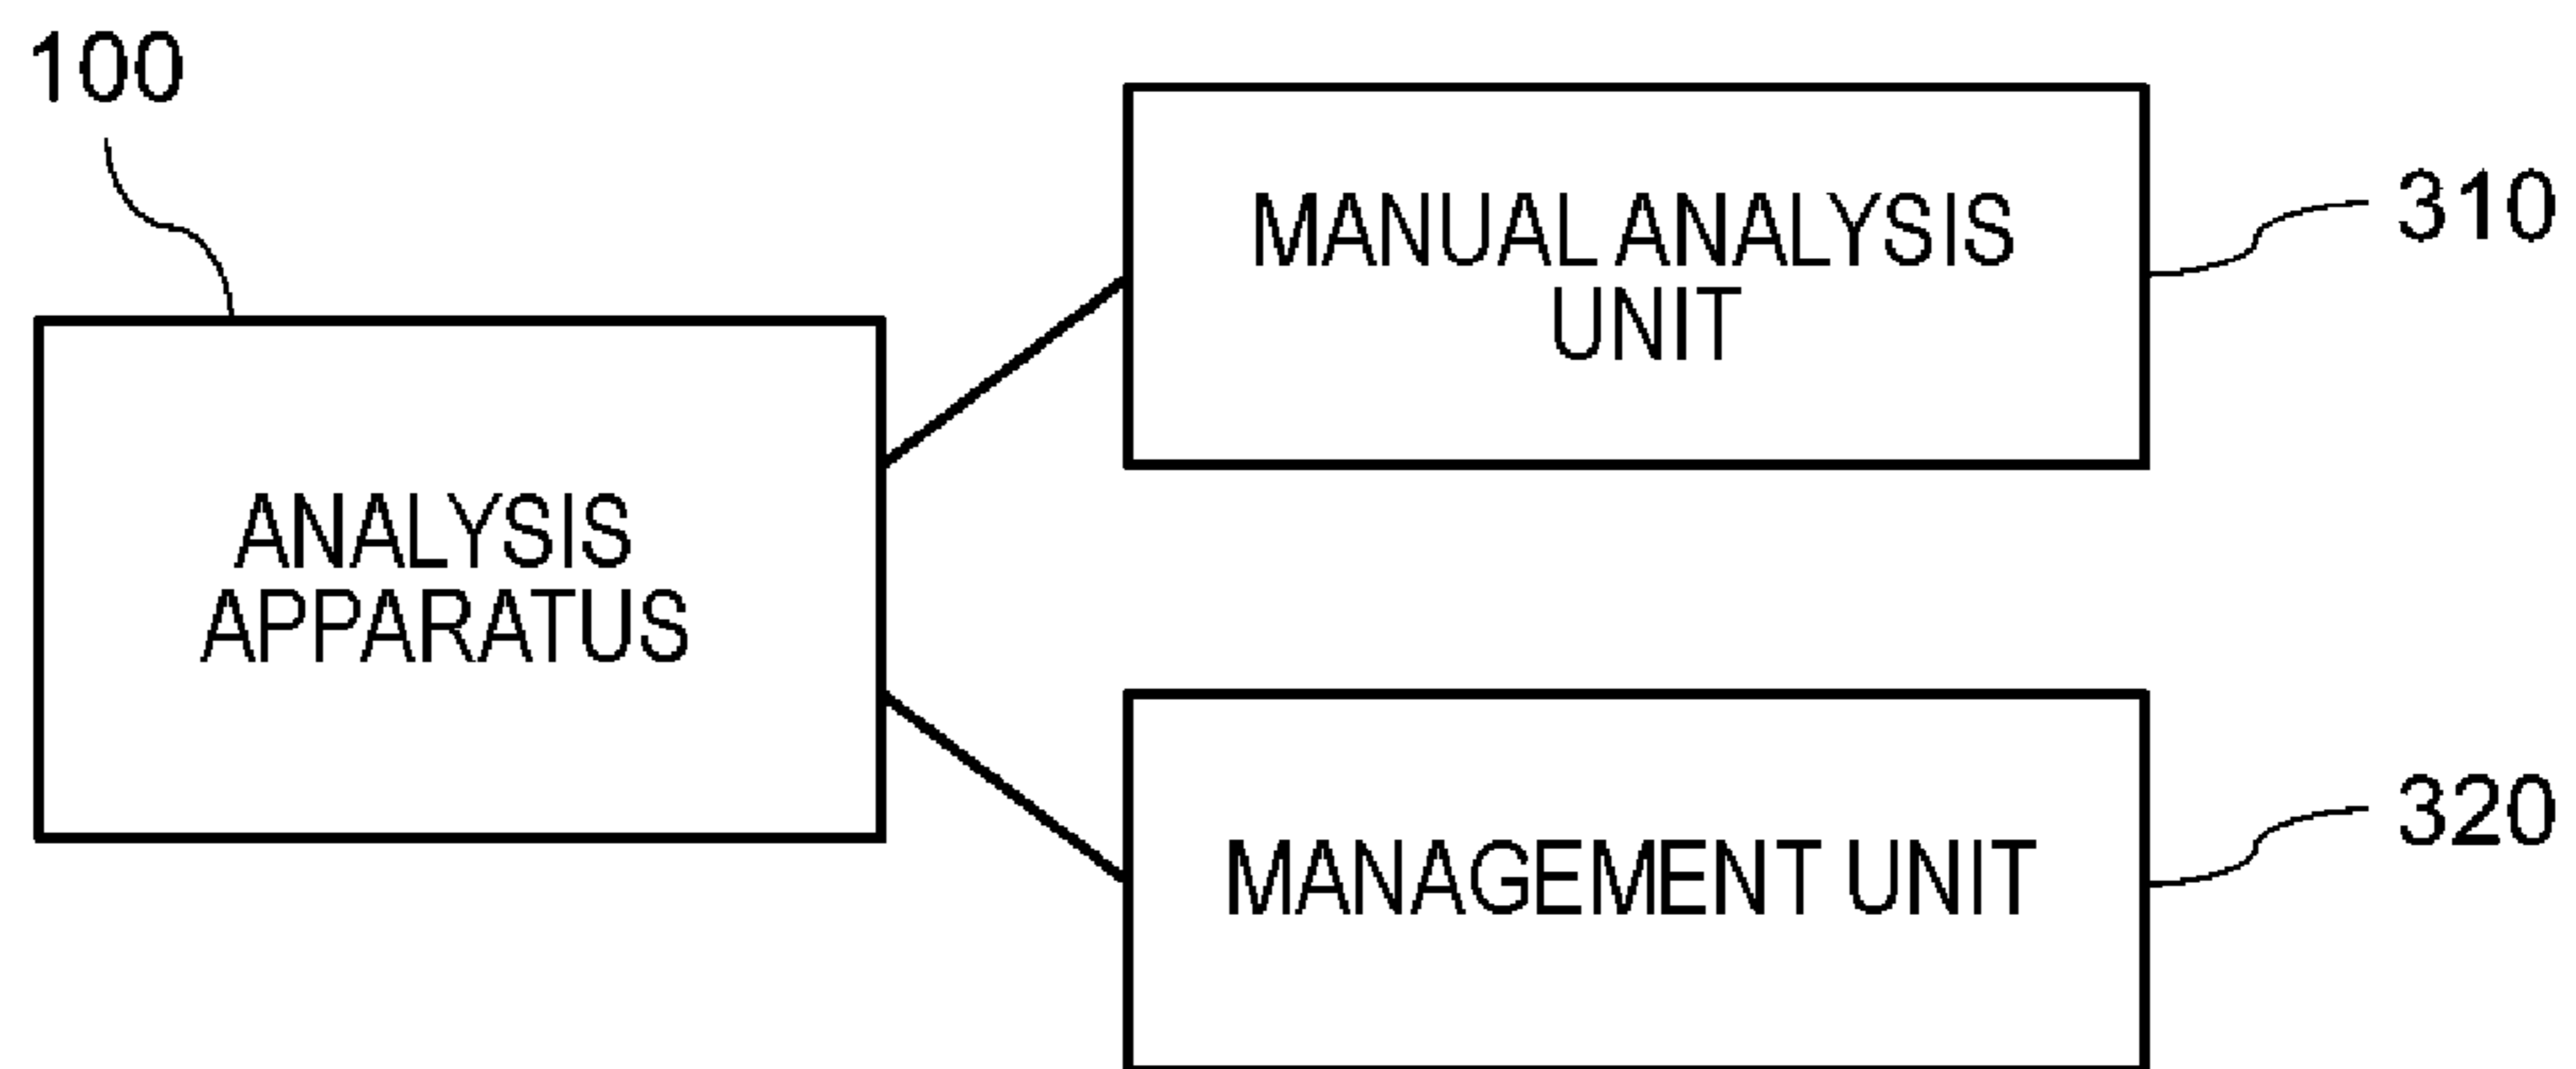 100
MANUAL ANALYSIS
UNIT
310
ANALYSIS
APPARATUS
MANAGEMENT UNIT
320